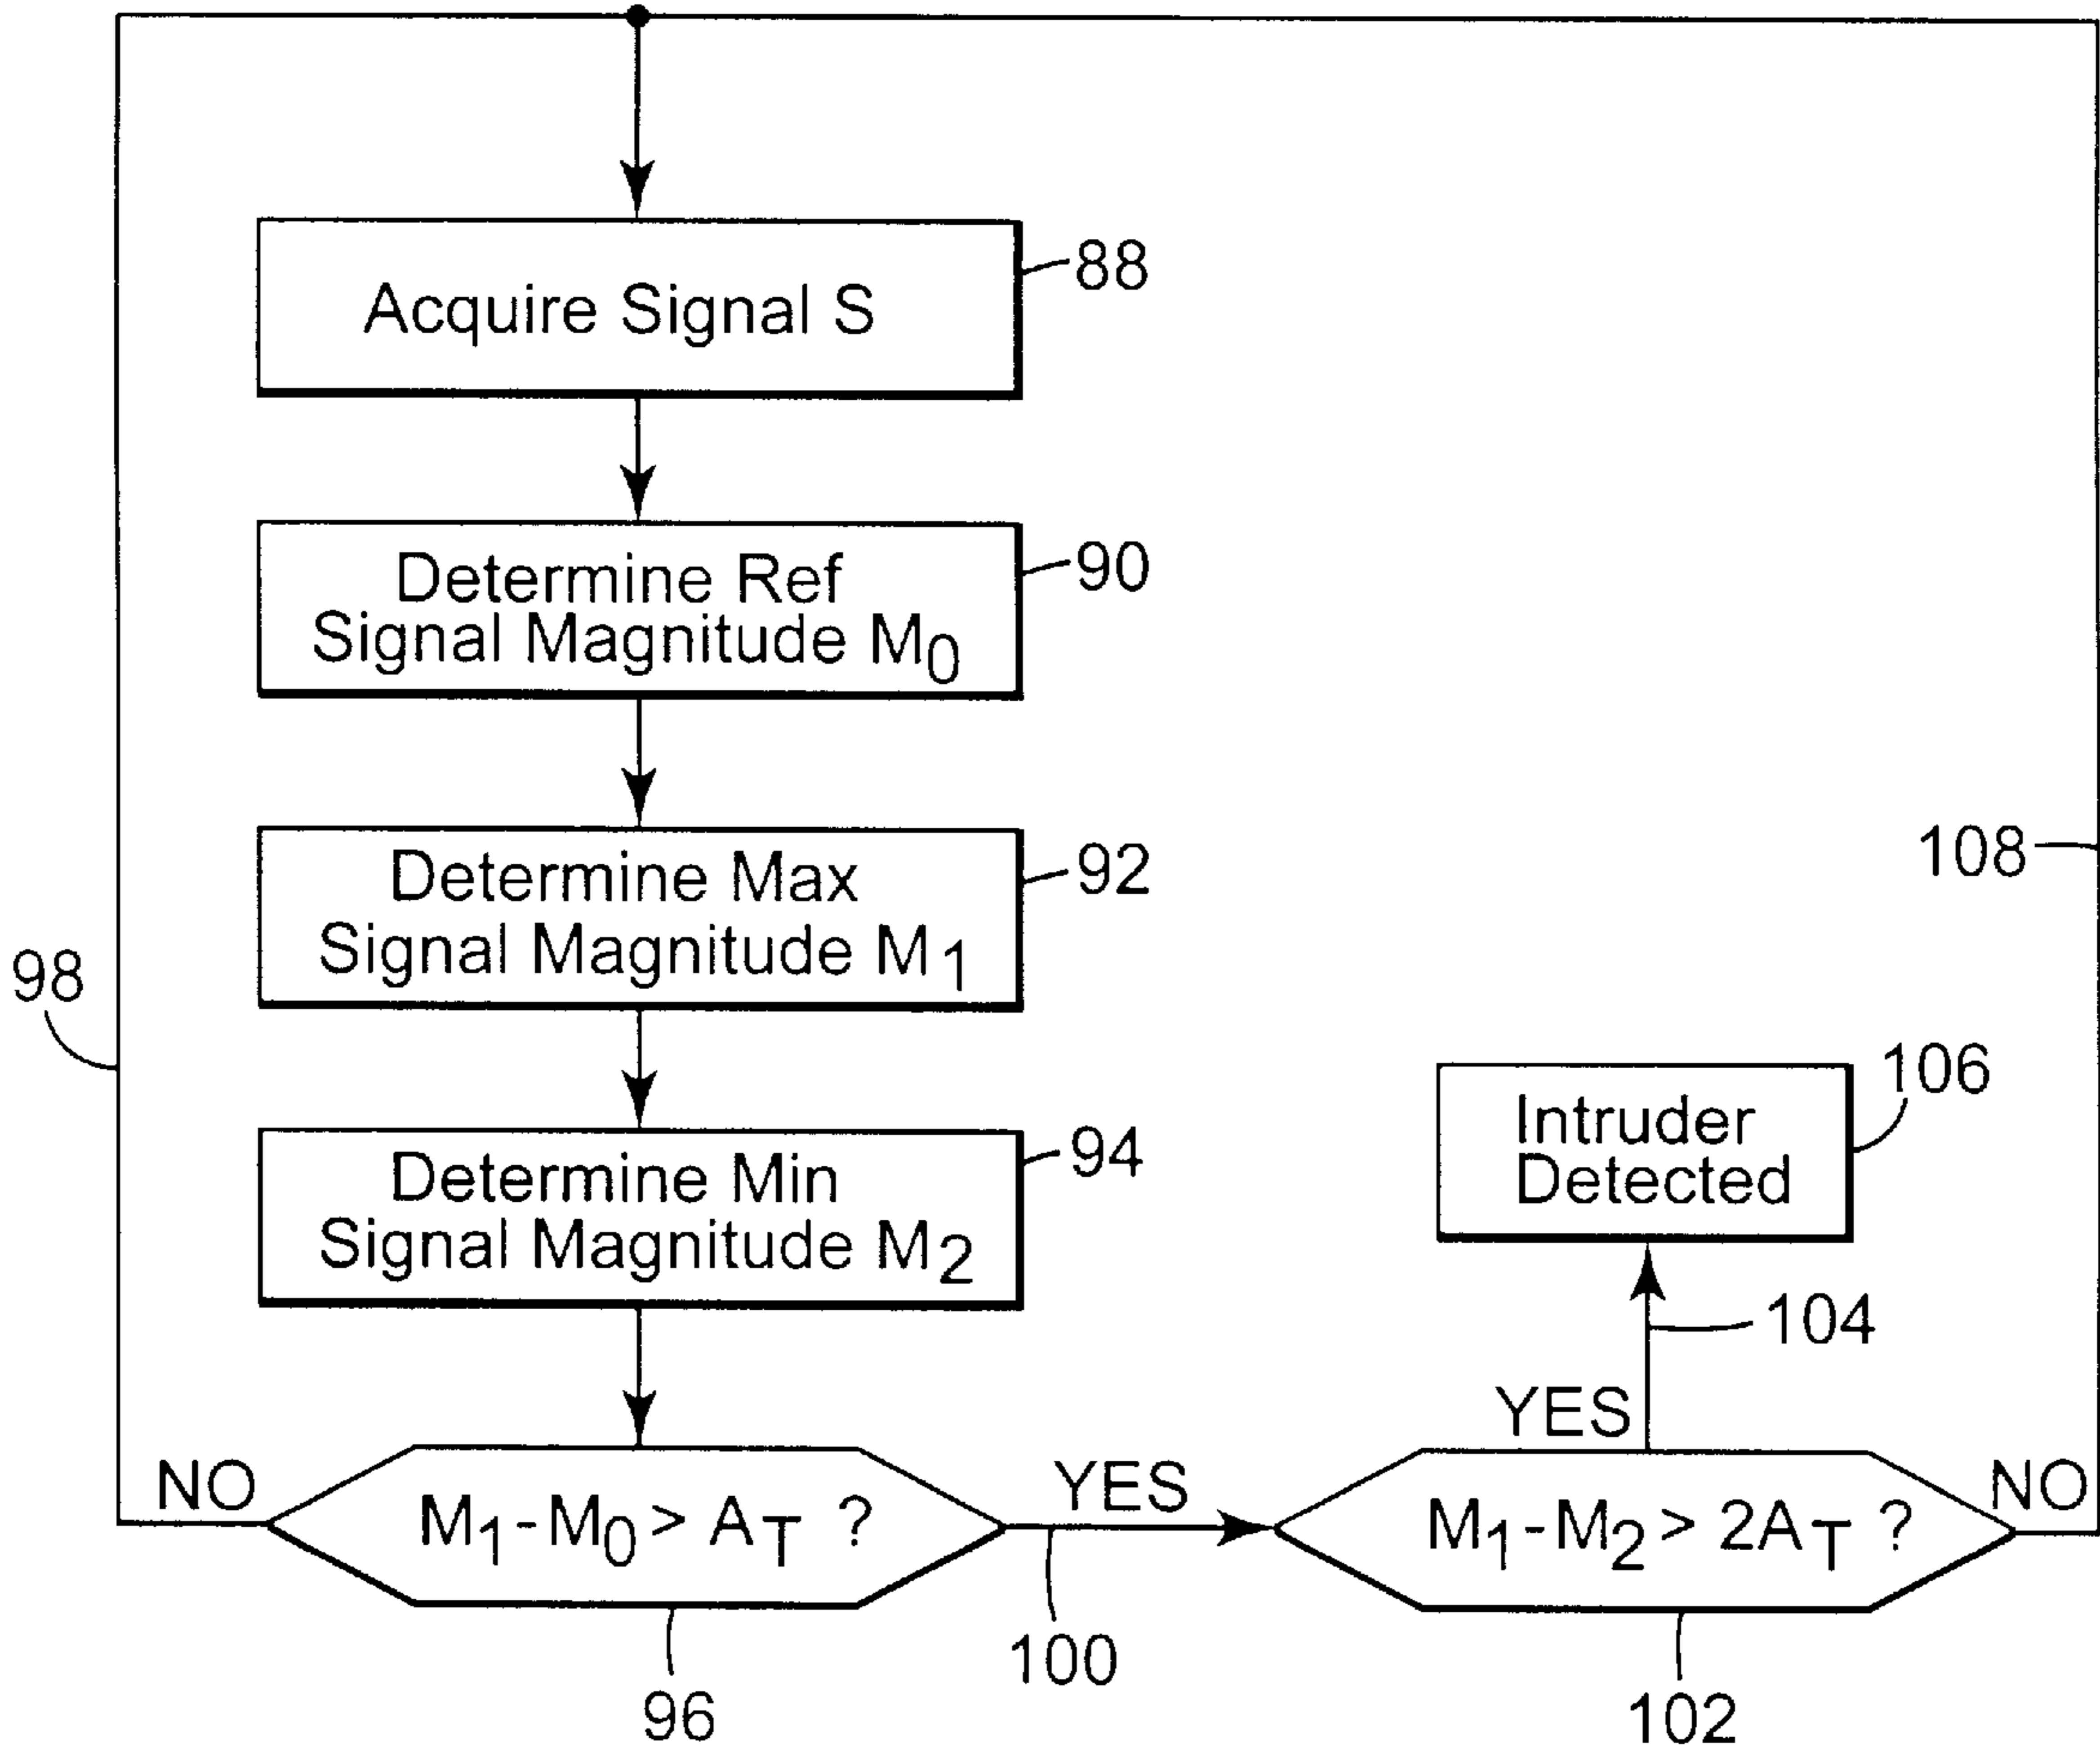 Acquire Signal S
88
Determine Ref
Signal Magnitude M0
90
Determine Max
Signal Magnitude M1
92
108
98
Determine Min
Signal Magnitude M2
94
Intruder
Detected
106
104
YES
NO
M1-M0 > AT ?
YES
M1-M2 > 2AT ?
NO
100
96
102